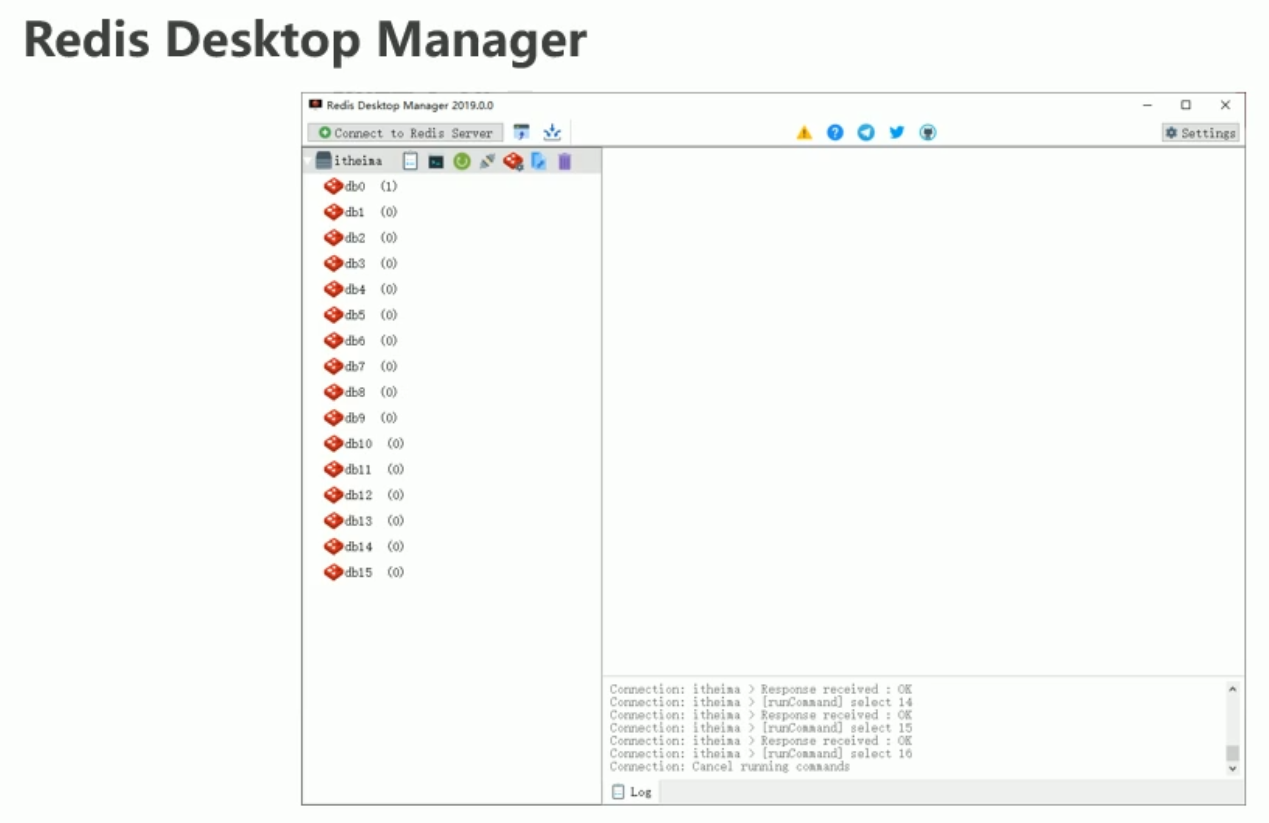 Redis Desktop Manager
Redis Desktop Manager 2019.0.0
Connect to Redis Server
Settings
itheima
db0 (1)
db1 (0)
db2 (0)
db3 (0)
db4 (0)
db5 (0)
db6 (0)
db7 (0)
db8 (0)
db9 (0)
db10 (0)
db11 (0)
db12 (0)
db13 (0)
db14 (0)
db15 (0)
Connection: itheima > Response received : OK
Connection: itheima > [runCommand] select 14
Connection: itheima > Response received : OK
Connection: itheima > [runCommand] select 15
Connection: itheima > Response received : OK
Connection: itheima > [runCommand] select 16
Connection: Cancel running commands
Log